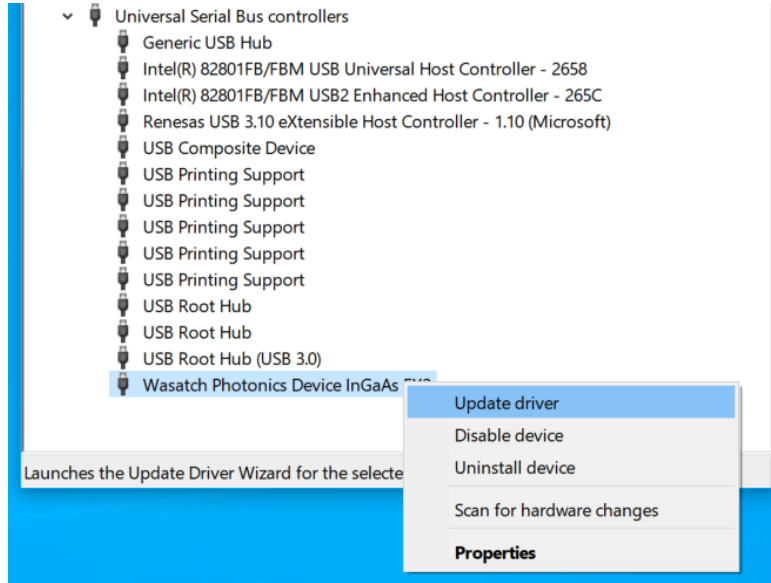 Universal Serial Bus controllers
Generic USB Hub
Intel(R) 82801FB/FBM USB Universal Host Controller - 2658
Intel(R) 82801FB/FBM USB2 Enhanced Host Controller - 265C
Renesas USB 3.10 eXtensible Host Controller - 1.10 (Microsoft)
USB Composite Device
USB Printing Support
USB Printing Support
USB Printing Support
USB Printing Support
USB Printing Support
USB Root Hub
USB Root Hub
USB Root Hub (USB 3.0)
Wasatch Photonics Device InGaAs
Update driver
Disable device
Uninstall device
Launches the Update Driver Wizard for the selecte
Scan for hardware changes
Properties